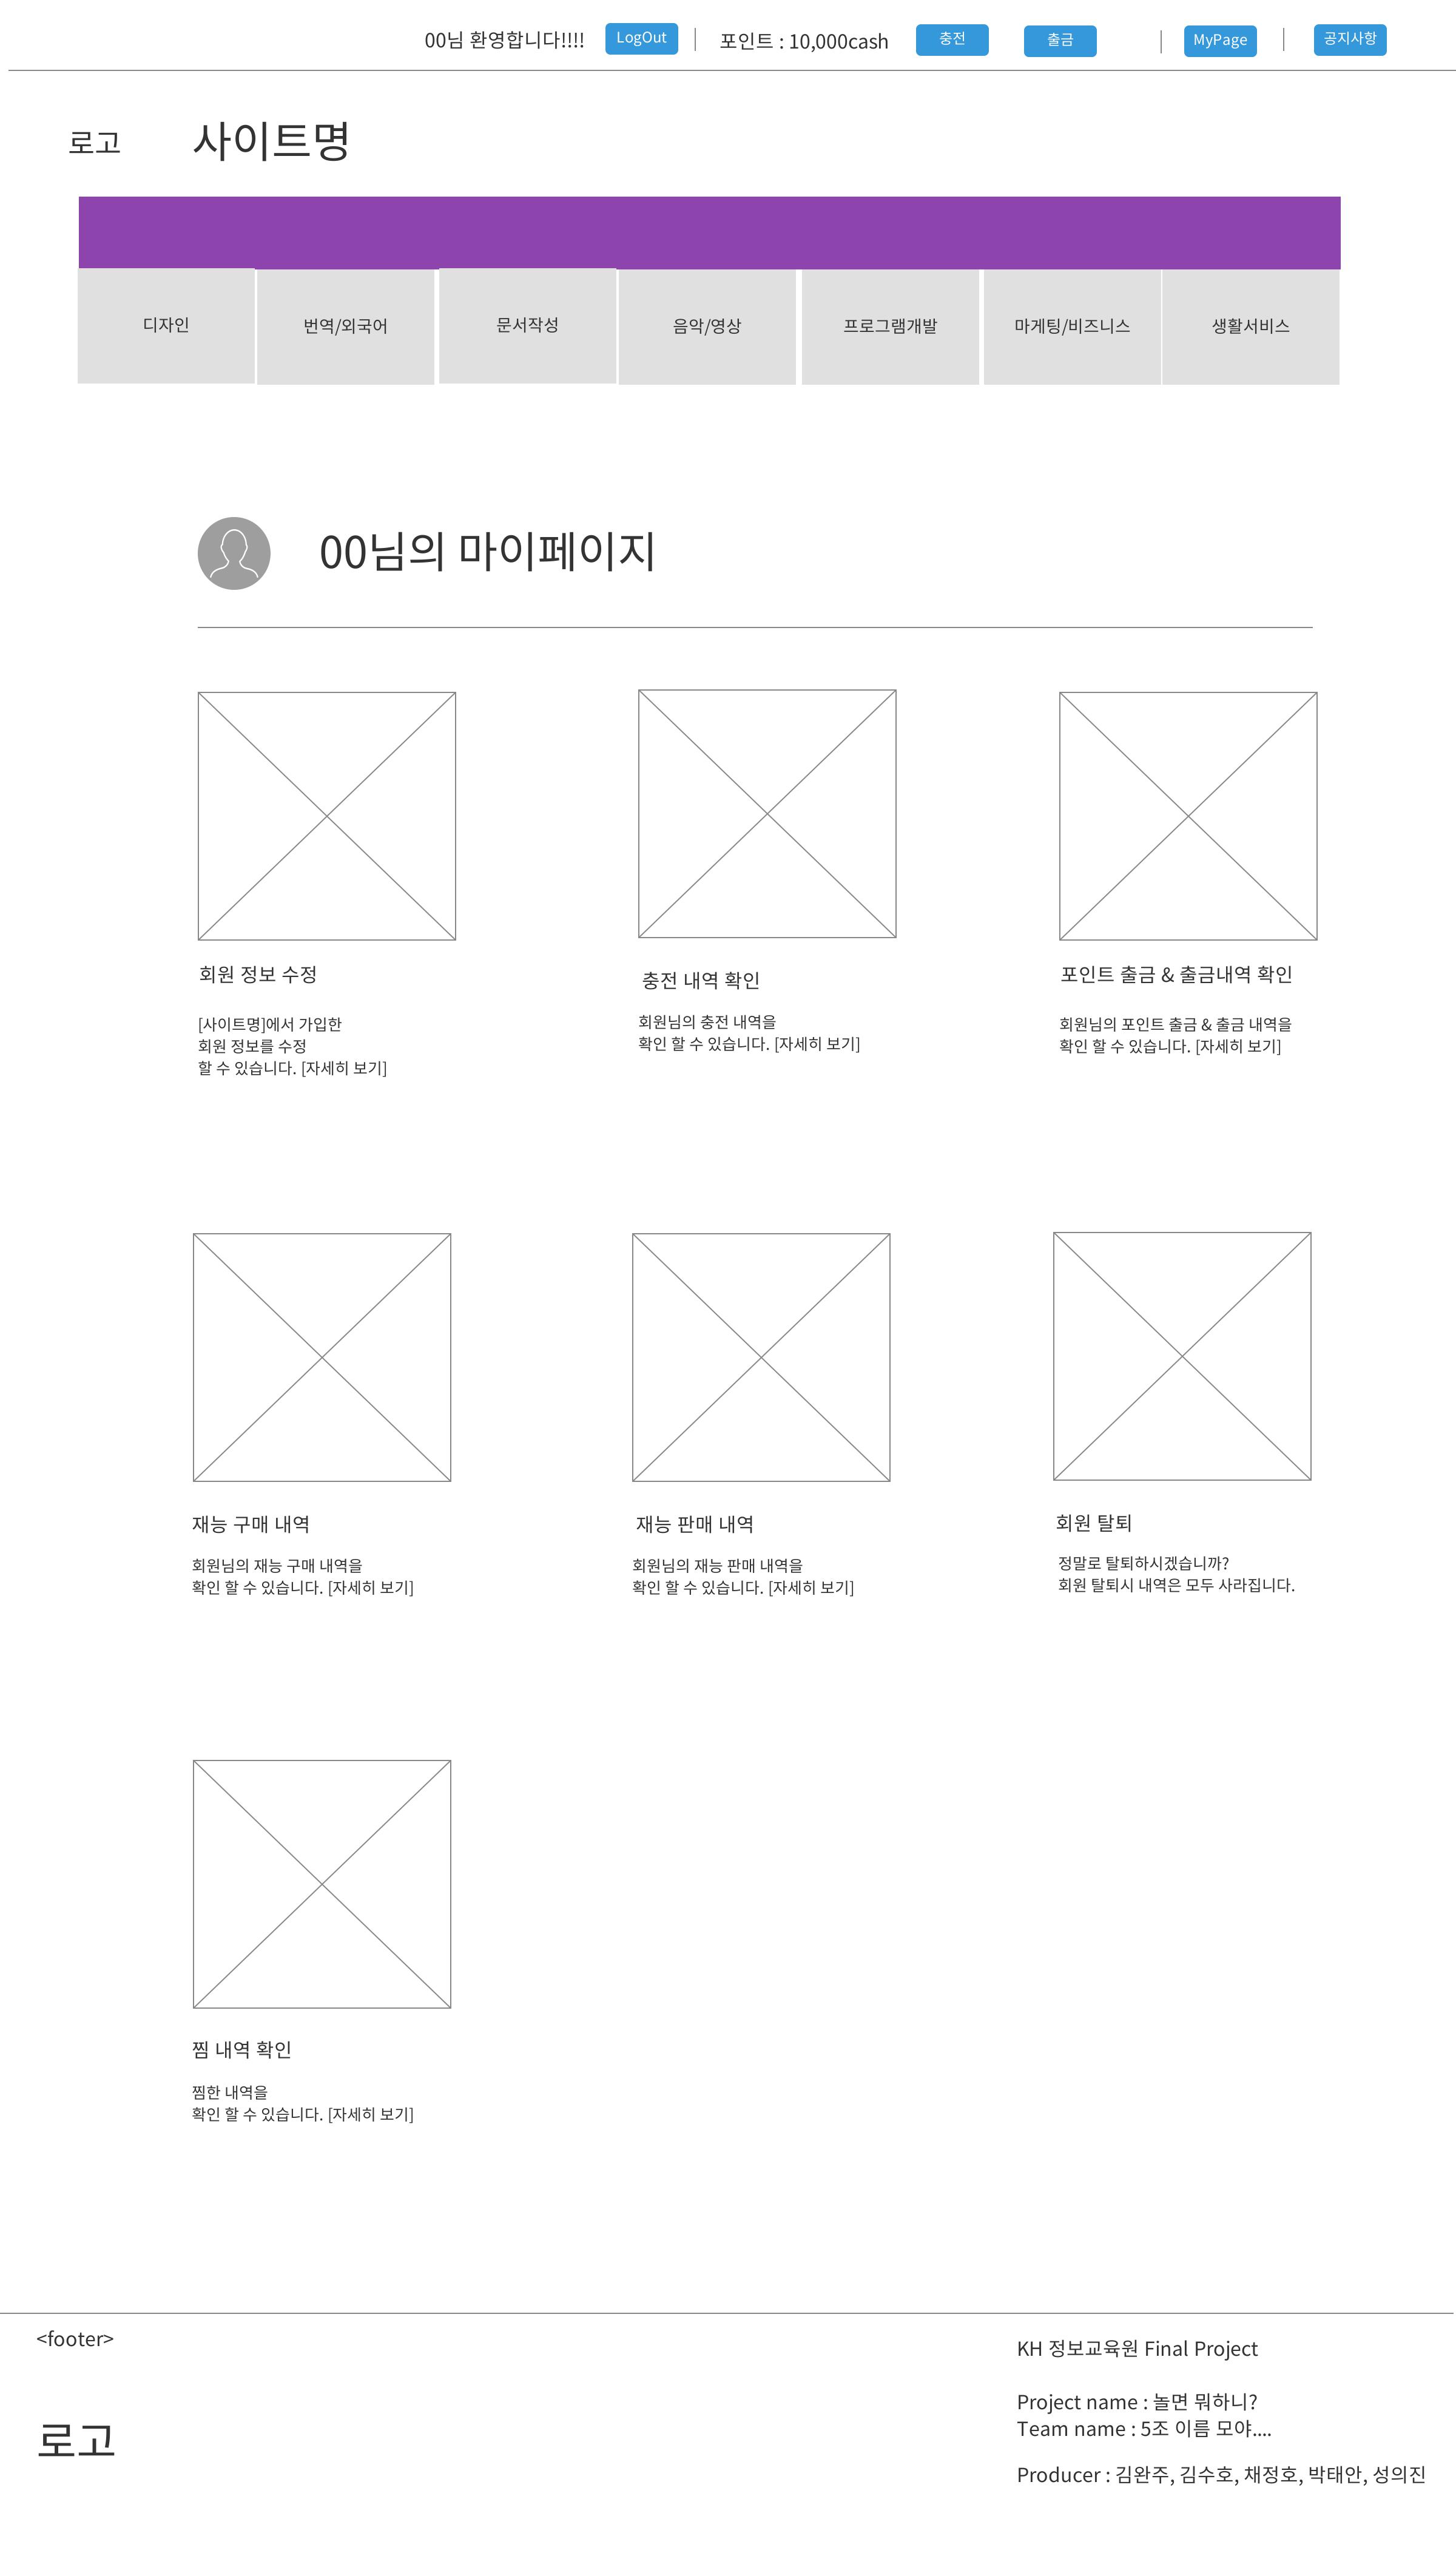 00님 환영합니다!!!!
LogOut
포인트 : 10,000cash
충전
출금
MyPage
공지사항
로고
사이트명
디자인
번역/외국어
문서작성
음악/영상
프로그램개발
마게팅/비즈니스
생활서비스
00님의 마이페이지
회원 정보 수정
[사이트명]에서 가입한
회원 정보를 수정
할 수 있습니다. [자세히 보기]
충전 내역 확인
회원님의 충전 내역을
확인 할 수 있습니다. [자세히 보기]
포인트 출금 & 출금내역 확인
회원님의 포인트 출금 & 출금 내역을
확인 할 수 있습니다. [자세히 보기]
재능 구매 내역
회원님의 재능 구매 내역을
확인 할 수 있습니다. [자세히 보기]
재능 판매 내역
회원님의 재능 판매 내역을
확인 할 수 있습니다. [자세히 보기]
회원 탈퇴
정말로 탈퇴하시겠습니까?
회원 탈퇴시 내역은 모두 사라집니다.
찜 내역 확인
찜한 내역을
확인 할 수 있습니다. [자세히 보기]
<footer>
로고
KH 정보교육원 Final Project
Project name : 놀면 뭐하니?
Team name : 5조 이름 모야....
Producer : 김완주, 김수호, 채정호, 박태안, 성의진